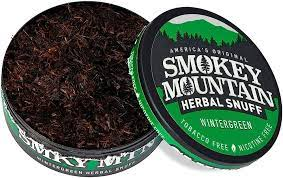 AMERICA'S ORIGINAL
SMOKEY
MOUNTAIN
HERBAL SNUFF
WINTERGREEN
TOBACCO FREE NICOTINE FREE
WINTERGREEN HERBAL SNUFF